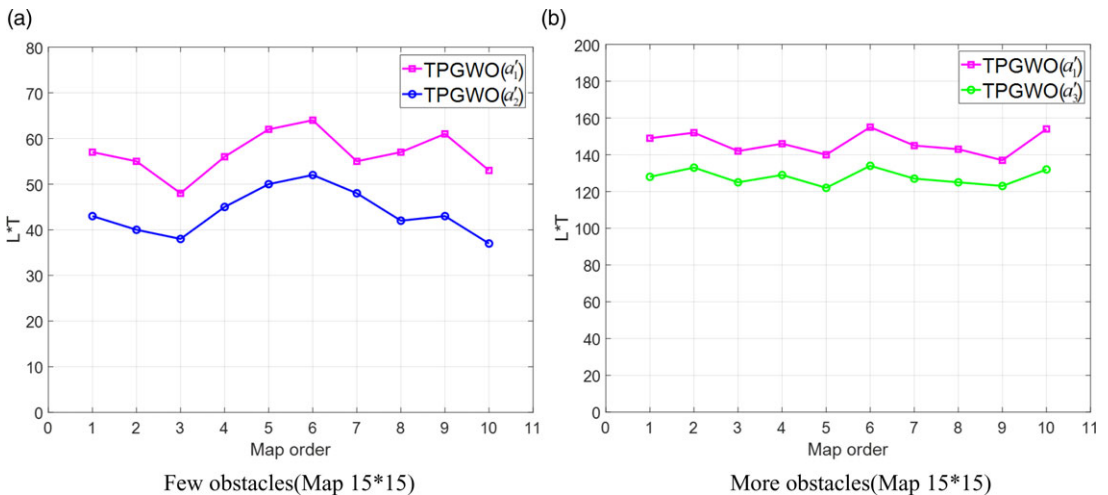 (a)
80
70
60
50
40
30
20
10
0
L*T
TPGWO(a′1)
TPGWO(a′2)
0 1 2 3 4 5 6 7 8 9 10 11
Map order
Few obstacles(Map 15*15)
(b)
200
180
160
140
120
100
80
60
40
20
0
L*T
TPGWO(a′1)
TPGWO(a′3)
0 1 2 3 4 5 6 7 8 9 10 11
Map order
More obstacles(Map 15*15)